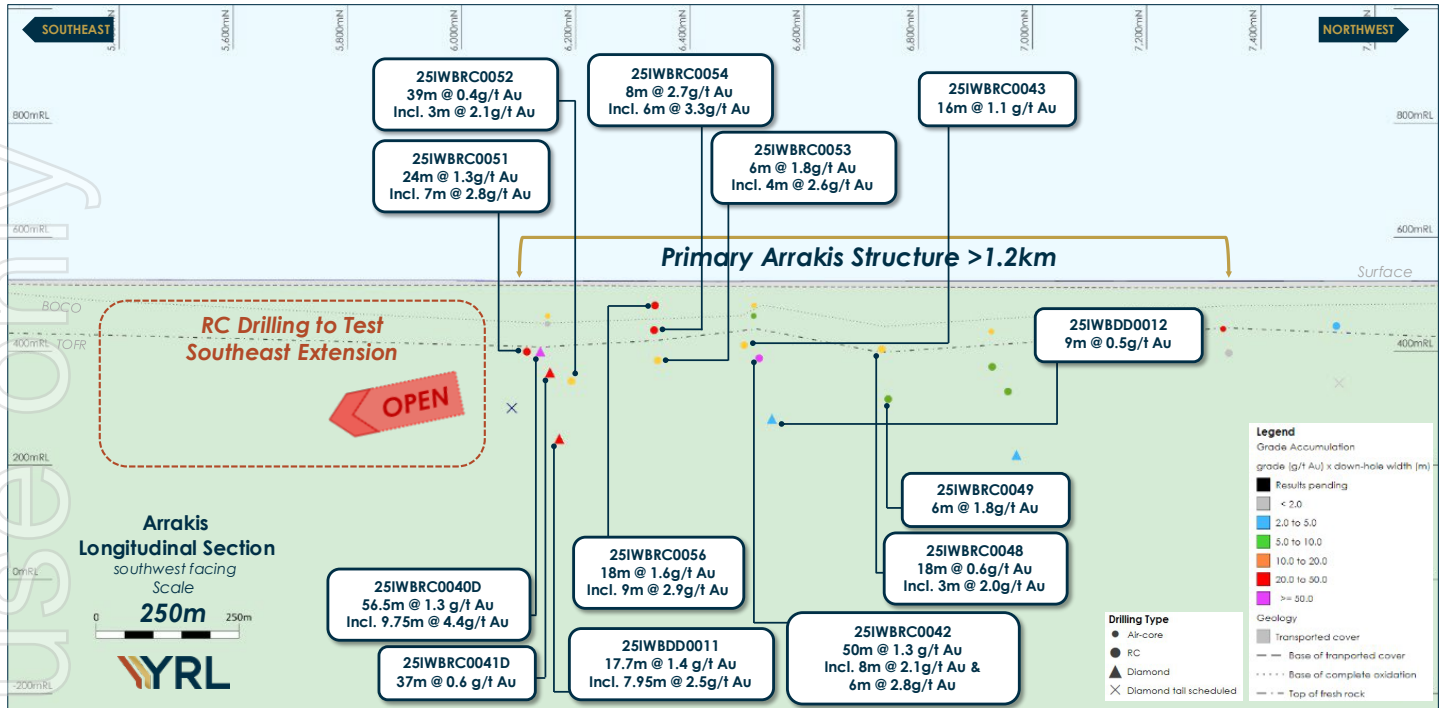 SOUTHEAST
NORTHWEST
5,600mN
5,800mN
6,000mN
6,200mN
6,400mN
6,600mN
6,800mN
7,000mN
7,200mN
7,400mN
25IWBRC0052
39m @ 0.4g/t Au
Incl. 3m @ 2.1g/t Au
25IWBRC0054
8m @ 2.7g/t Au
Incl. 6m @ 3.3g/t Au
25IWBRC0043
16m @ 1.1 g/t Au
800mRL
800mRL
25IWBRC0051
24m @ 1.3g/t Au
Incl. 7m @ 2.8g/t Au
25IWBRC0053
6m @ 1.8g/t Au
Incl. 4m @ 2.6g/t Au
600mRL
600mRL
Primary Arrakis Structure >1.2km
Surface
BOCO
TOFR
400mRL
400mRL
RC Drilling to Test
Southeast Extension
OPEN
25IWBDD0012
9m @ 0.5g/t Au
200mRL
25IWBRC0049
6m @ 1.8g/t Au
Arrakis
Longitudinal Section
southwest facing
Scale
250m
0
250m
0mRL
-200mRL
YRL
25IWBRC0056
18m @ 1.6g/t Au
Incl. 9m @ 2.9g/t Au
25IWBRC0048
18m @ 0.6g/t Au
Incl. 3m @ 2.0g/t Au
25IWBRC0040D
56.5m @ 1.3 g/t Au
Incl. 9.75m @ 4.4g/t Au
25IWBRC0041D
37m @ 0.6 g/t Au
25IWBDD0011
17.7m @ 1.4 g/t Au
Incl. 7.95m @ 2.5g/t Au
25IWBRC0042
50m @ 1.3 g/t Au
Incl. 8m @ 2.1g/t Au &
6m @ 2.8g/t Au
Drilling Type
Air-core
RC
Diamond
Diamond tail scheduled
Legend
Grade Accumulation
grade (g/t Au) x down-hole width (m)
Results pending
< 2.0
2.0 to 5.0
5.0 to 10.0
10.0 to 20.0
20.0 to 50.0
>= 50.0
Geology
Transported cover
Base of tranported cover
Base of complete oxidation
Top of fresh rock
use only